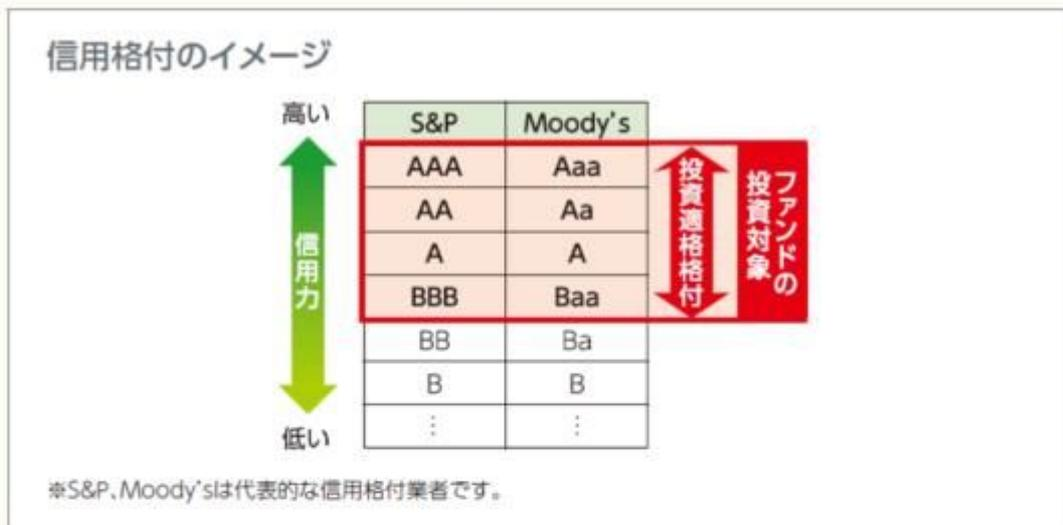 信用格付のイメージ
高い
信用力
低い
S&P Moody's
AAA Aaa
AA Aa
A A
BBB Baa
BB Ba
B B
⋮ ⋮
投資適格格付
ファンドの
投資対象
※S&P、Moody'sは代表的な信用格付業者です。